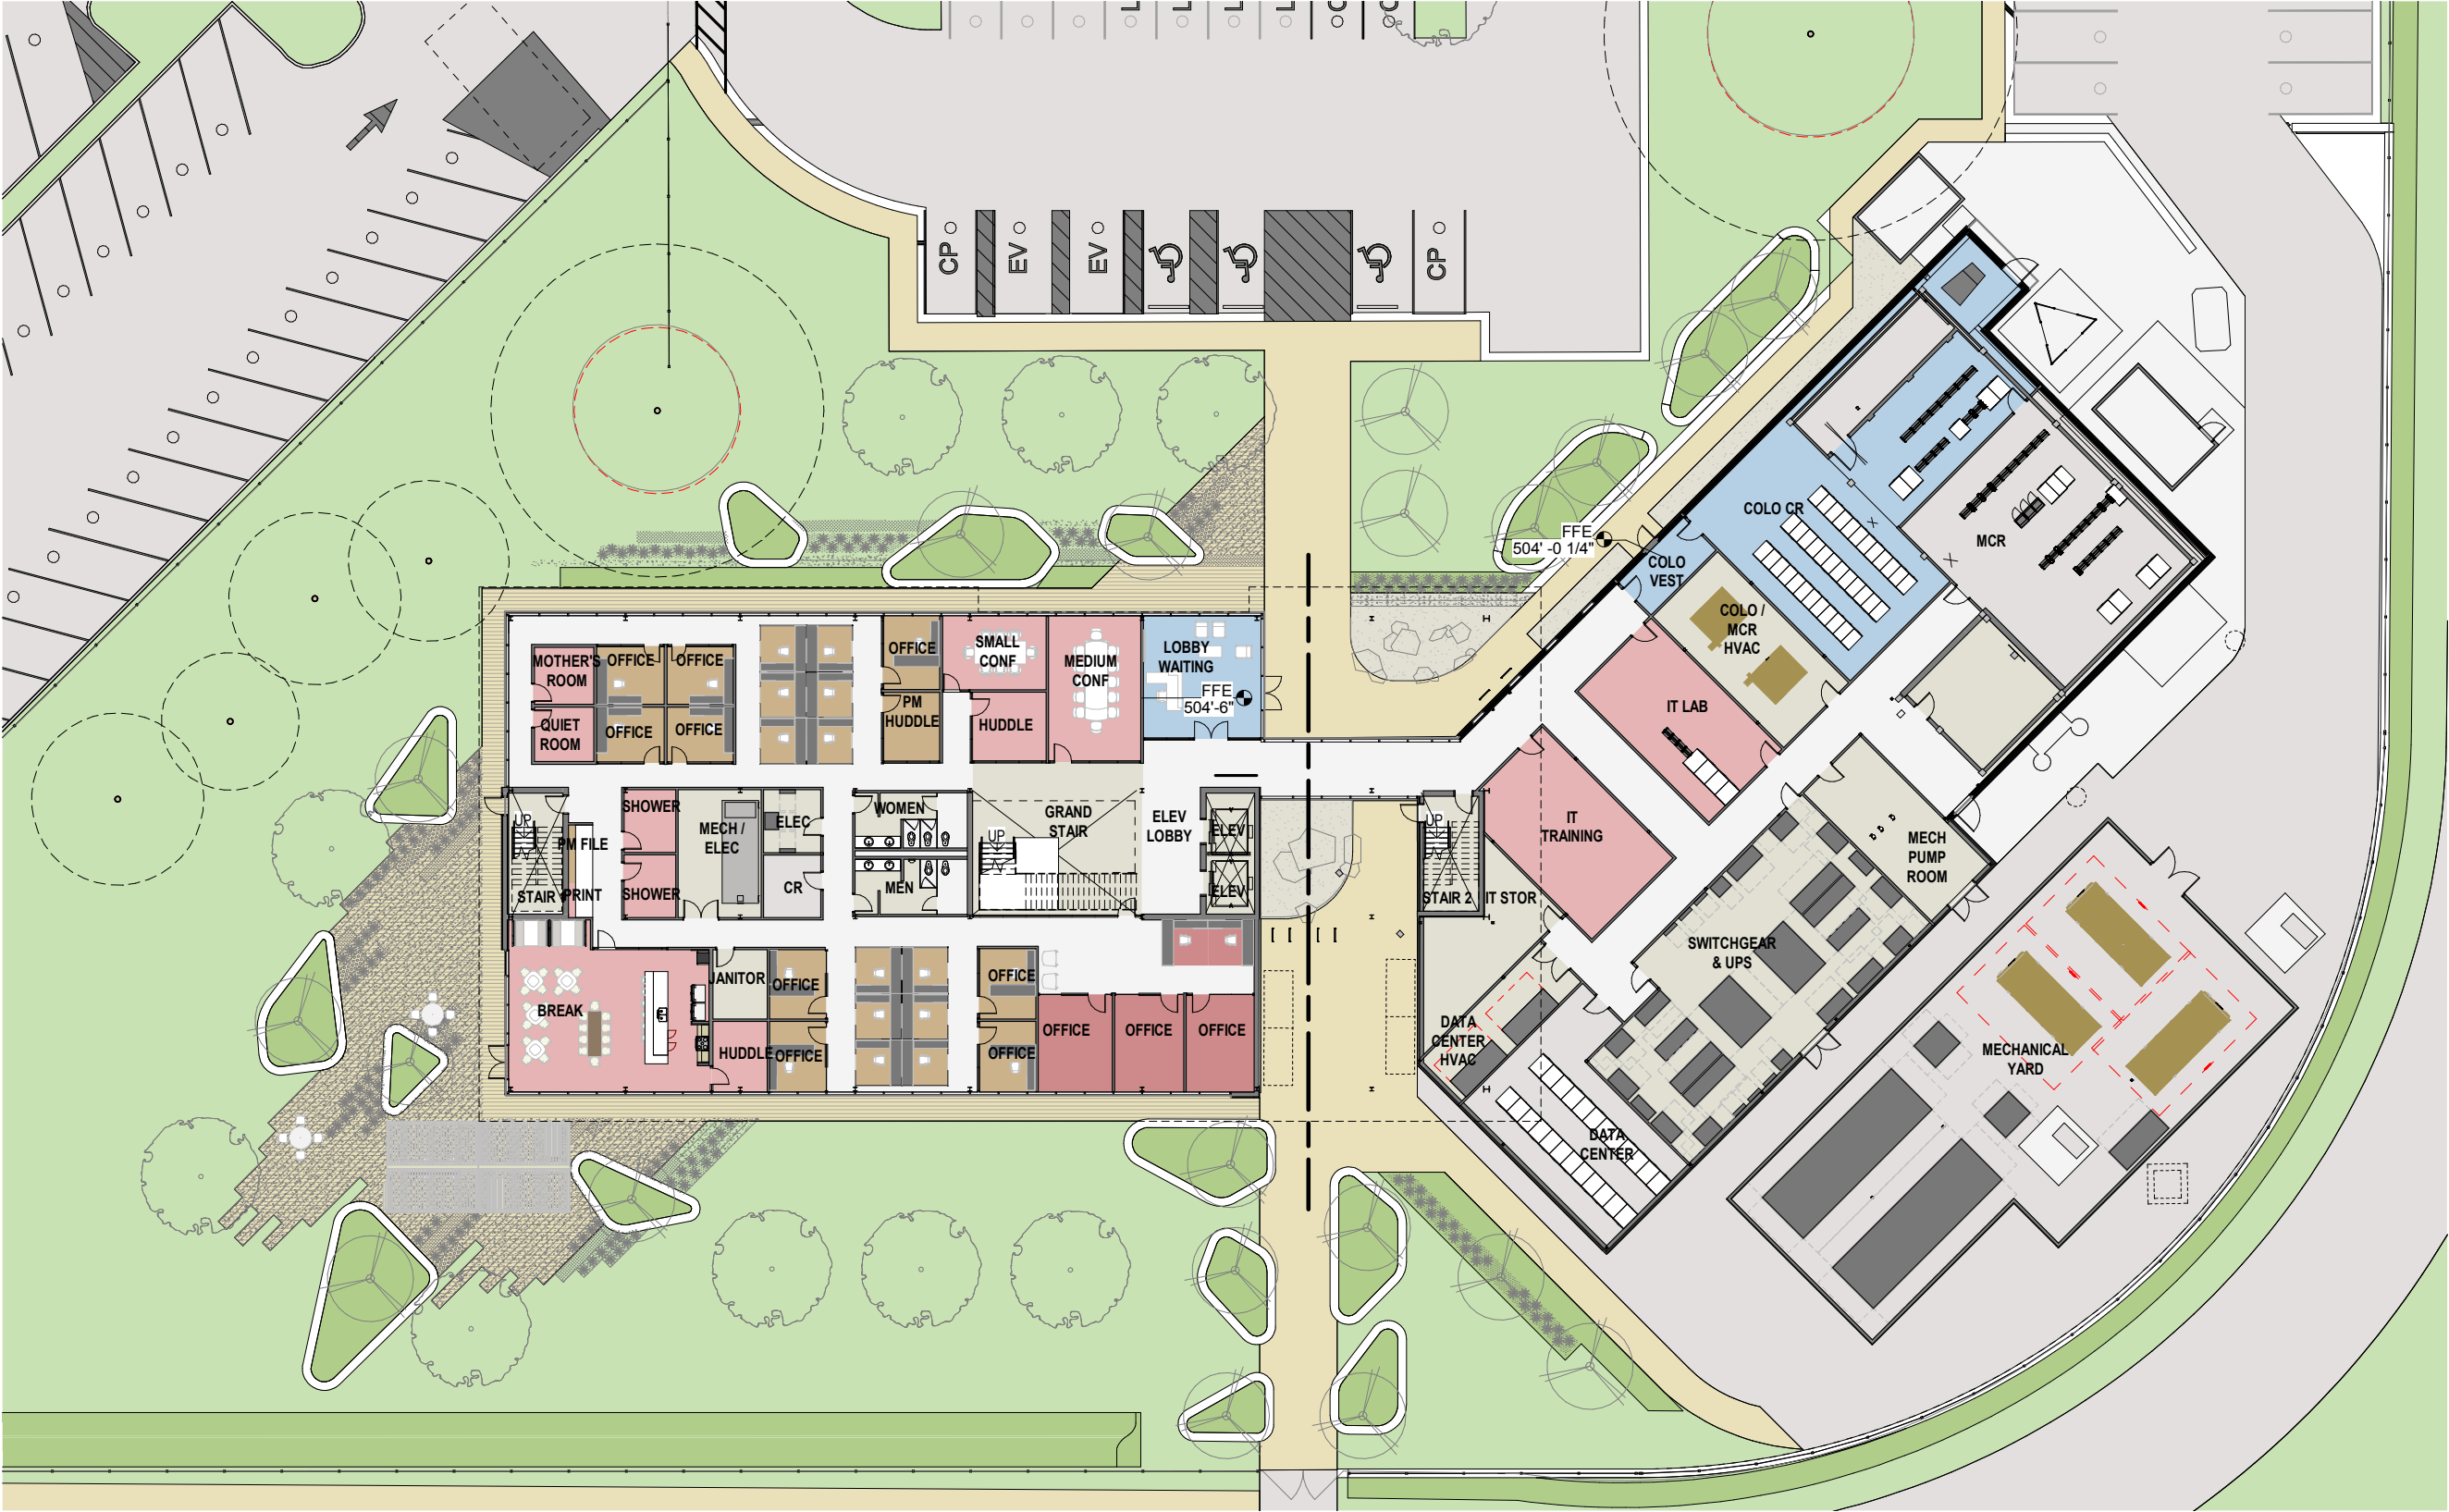 CP
EV
EV
CP
FFE
504' -0 1/4"
COLO CR
MCR
COLO
VEST
COLO /
MCR
HVAC
IT LAB
IT
TRAINING
MECH
PUMP
ROOM
SWITCHGEAR
& UPS
MECHANICAL
YARD
DATA
CENTER
HVAC
DATA
CENTER
UP
STAIR 2
IT STOR
MOTHER'S
ROOM
OFFICE
OFFICE
QUIET
ROOM
OFFICE
OFFICE
OFFICE
PM
HUDDLE
SMALL
CONF
HUDDLE
MEDIUM
CONF
LOBBY
WAITING
FFE
504'-6"
UP
STAIR
PM FILE
PRINT
SHOWER
SHOWER
MECH /
ELEC
ELEC
CR
WOMEN
MEN
UP
GRAND
STAIR
ELEV
LOBBY
ELEV
ELEV
BREAK
JANITOR
HUDDLE
OFFICE
OFFICE
OFFICE
OFFICE
OFFICE
OFFICE
OFFICE